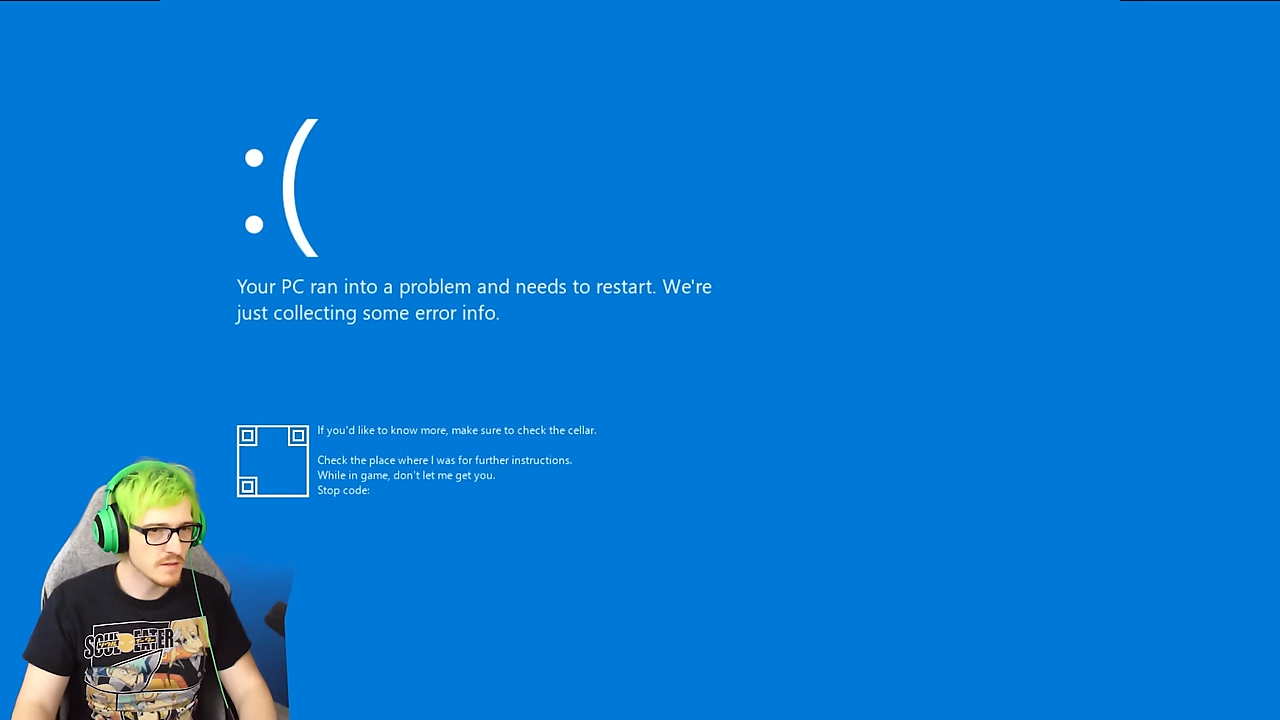 :(
Your PC ran into a problem and needs to restart. We're
just collecting some error info.
If you'd like to know more, make sure to check the cellar.
Check the place where I was for further instructions.
While in game, don't let me get you.
Stop code:
SOUL EATER